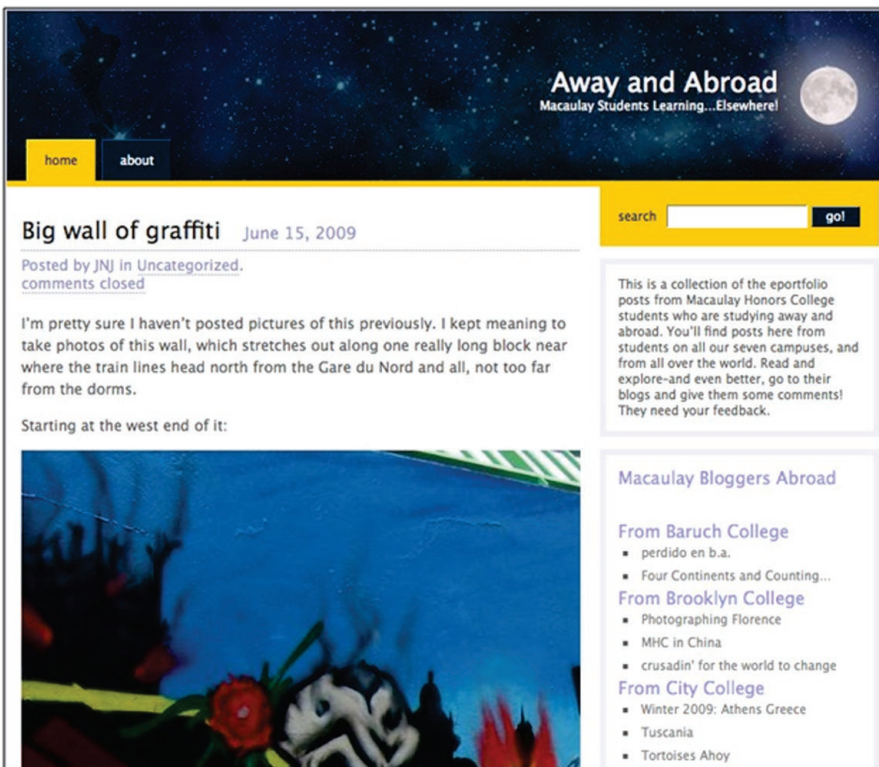 Away and Abroad
Macaulay Students Learning...Elsewhere!
home
about
Big wall of graffiti June 15, 2009
Posted by JNJ in Uncategorized.
comments closed
I'm pretty sure I haven't posted pictures of this previously. I kept meaning to
take photos of this wall, which stretches out along one really long block near
where the train lines head north from the Gare du Nord and all, not too far
from the dorms.
Starting at the west end of it:
search go!
This is a collection of the eportfolio
posts from Macaulay Honors College
students who are studying away and
abroad. You'll find posts here from
students on all our seven campuses, and
from all over the world. Read and
explore–and even better, go to their
blogs and give them some comments!
They need your feedback.
Macaulay Bloggers Abroad
From Baruch College
perdido en b.a.
Four Continents and Counting...
From Brooklyn College
Photographing Florence
MHC in China
crusadin' for the world to change
From City College
Winter 2009: Athens Greece
Tuscania
Tortoises Ahoy